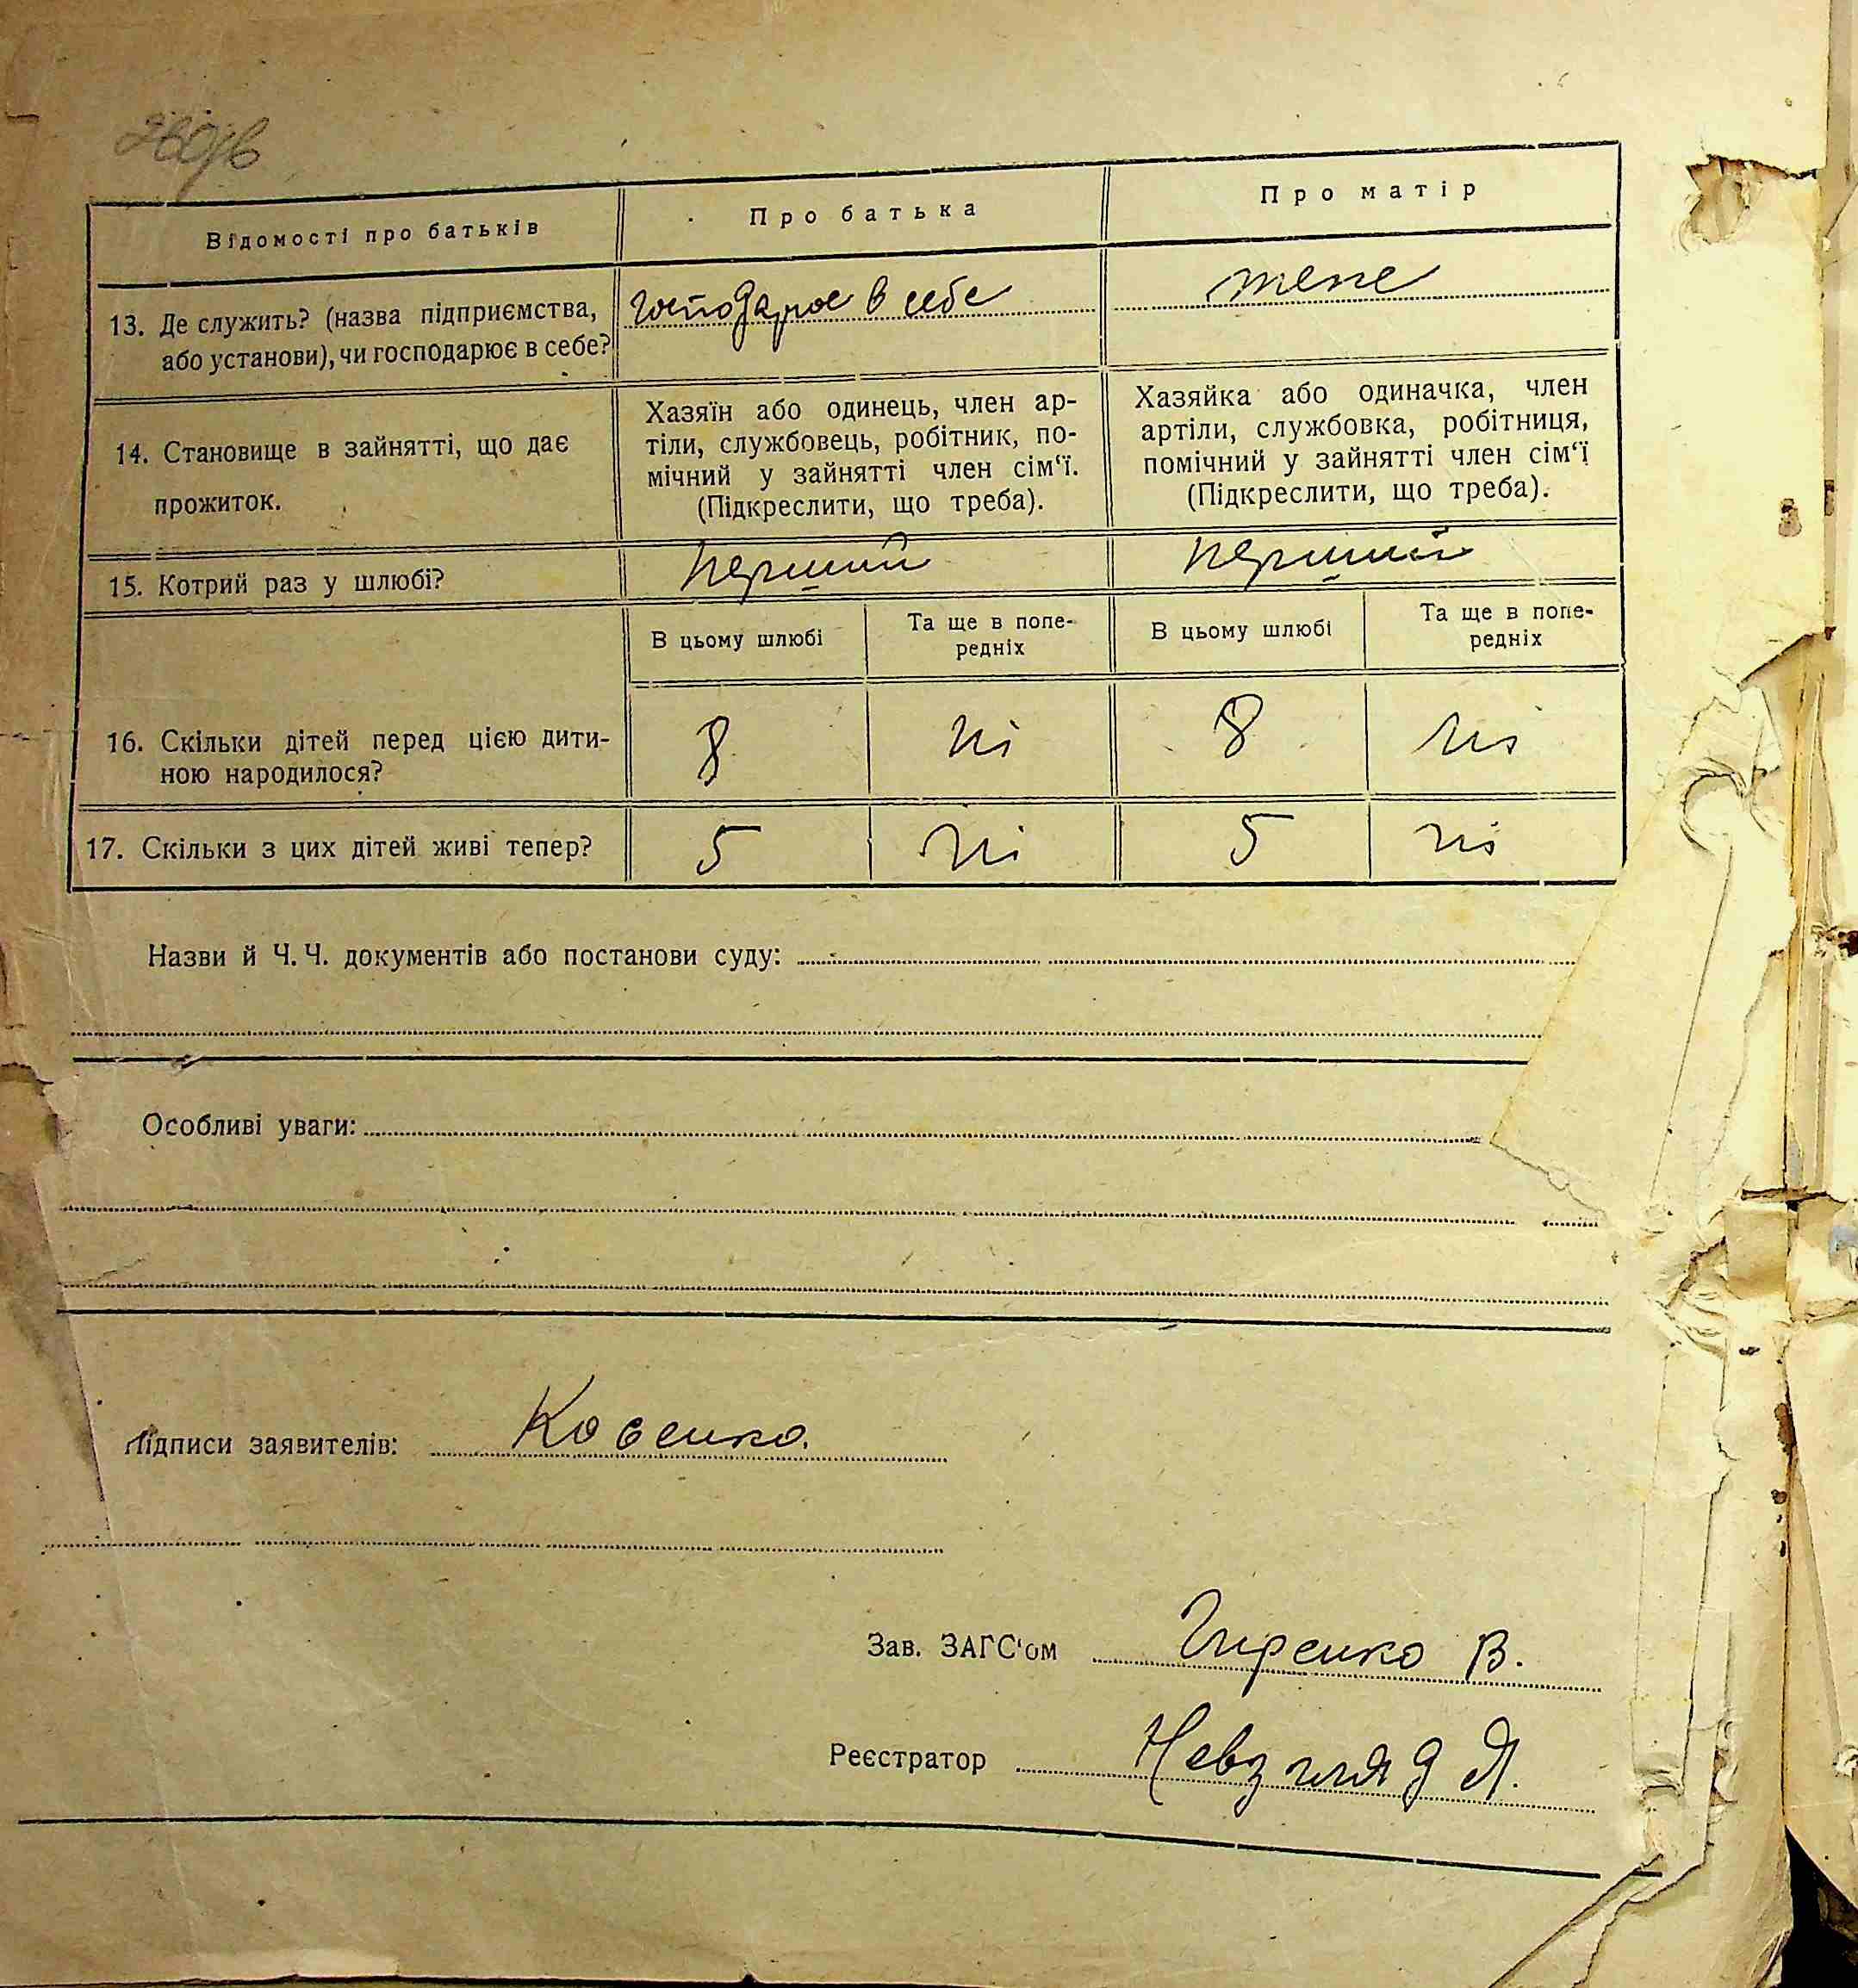 Відомості про батьків
Про батька
Про матір
13. Де служить? (назва підприємства,
або установи), чи господарює в себе?
господарює в себе
теж
14. Становище в зайнятті, що дає
прожиток.
Хазяїн або одинець, член ар-
тіли, службовець, робітник, по-
мічний у зайнятті член сім‘ї.
(Підкреслити, що треба).
Хазяйка або одиначка, член
артіли, службовка, робітниця,
помічний у зайнятті член сім‘ї
(Підкреслити, що треба).
15. Котрий раз у шлюбі?
перший
перший
В цьому шлюбі
Та ще в попе-
редніх
В цьому шлюбі
Та ще в попе-
редніх
16. Скільки дітей перед цією дити-
ною народилося?
8
ні
8
ні
17. Скільки з цих дітей живі тепер?
5
ні
5
ні
Назви й Ч. Ч. документів або постанови суду:
Особливі уваги:
Підписи заявителів:
Косенко.
Зав. ЗАГС‘ом
Гиренко В.
Реєстратор
Невзгляд Я.